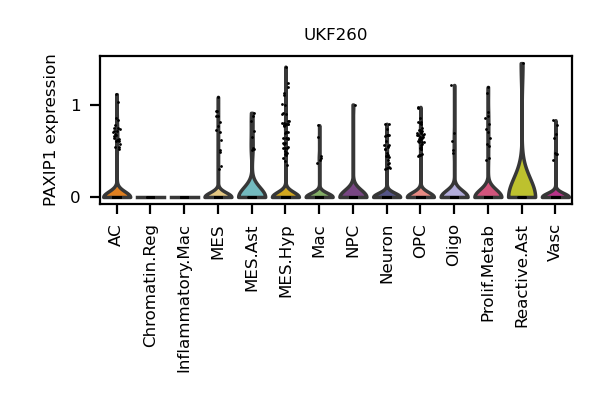 UKF260
PAXIP1 expression
1
0
AC
Chromatin.Reg
Inflammatory.Mac
MES
MES.Ast
MES.Hyp
Mac
NPC
Neuron
OPC
Oligo
Prolif.Metab
Reactive.Ast
Vasc